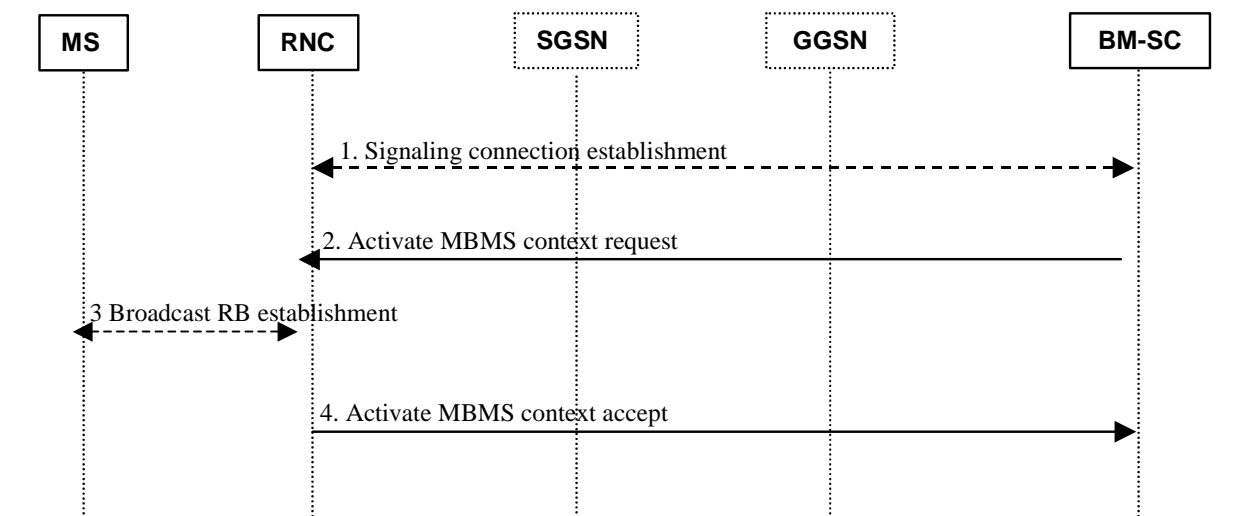 MS RNC SGSN GGSN BM-SC
1. Signaling connection establishment
2. Activate MBMS context request
3 Broadcast RB establishment
4. Activate MBMS context accept